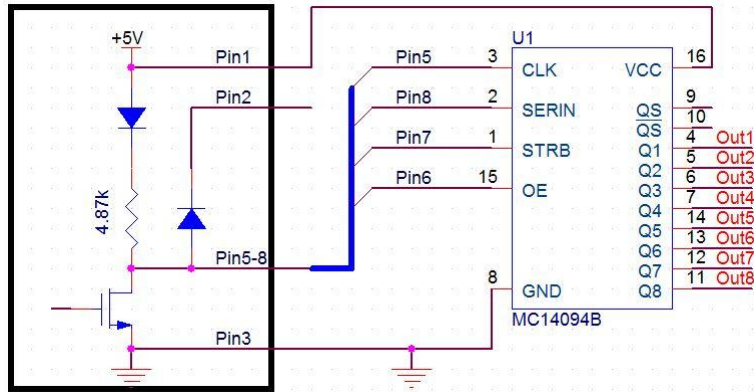 +5V
Pin1
Pin2
4.87k
Pin5-8
Pin3
Pin5
Pin8
Pin7
Pin6
U1
3 CLK VCC 16
2 SERIN QS 9
QS 10
1 STRB Q1 4 Out1
Q2 5 Out2
15 OE Q3 6 Out3
Q4 7 Out4
Q5 14 Out5
Q6 13 Out6
Q7 12 Out7
8 GND Q8 11 Out8
MC14094B